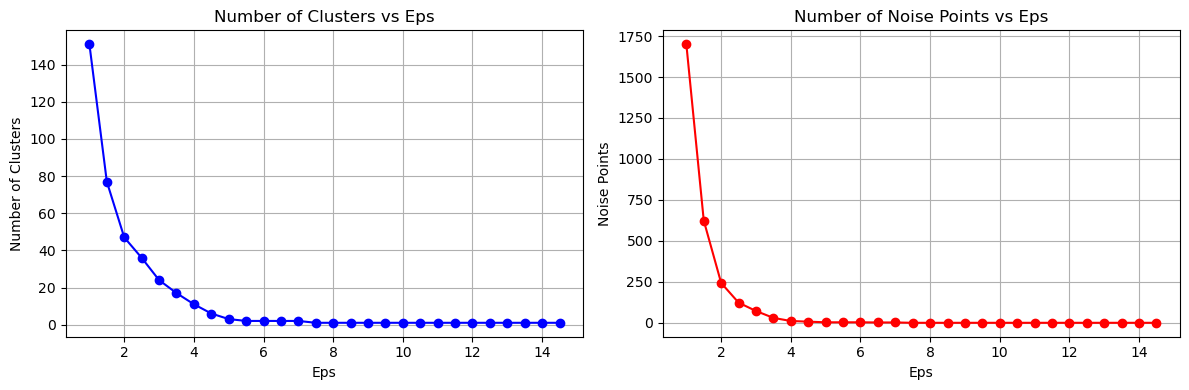 Number of Clusters vs Eps
Number of Clusters
140
120
100
80
60
40
20
0
2 4 6 8 10 12 14
Eps
Number of Noise Points vs Eps
Noise Points
1750
1500
1250
1000
750
500
250
0
2 4 6 8 10 12 14
Eps